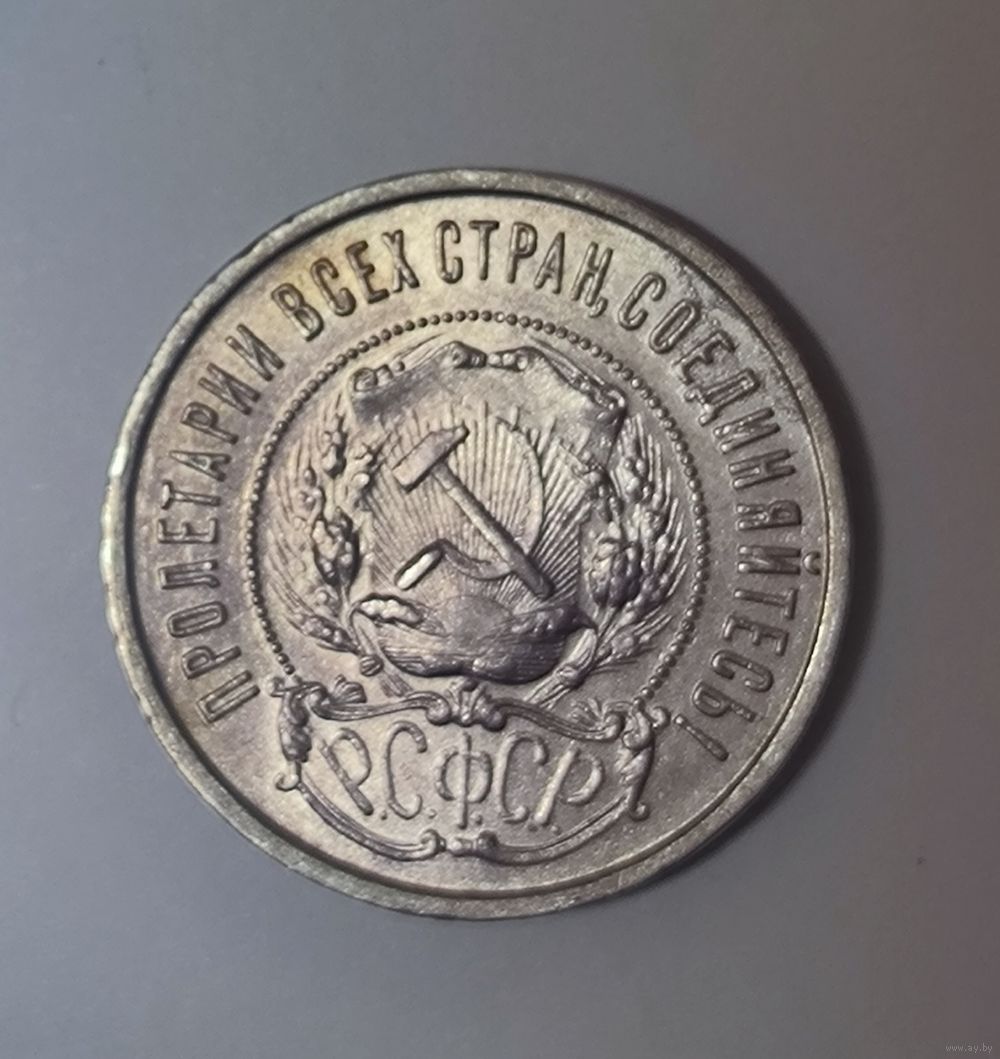 ПРОЛЕТАРИИ ВСЕХ СТРАН, СОЕДИНЯЙТЕСЬ!
Р.С.Ф.С.Р.
www.ay.by